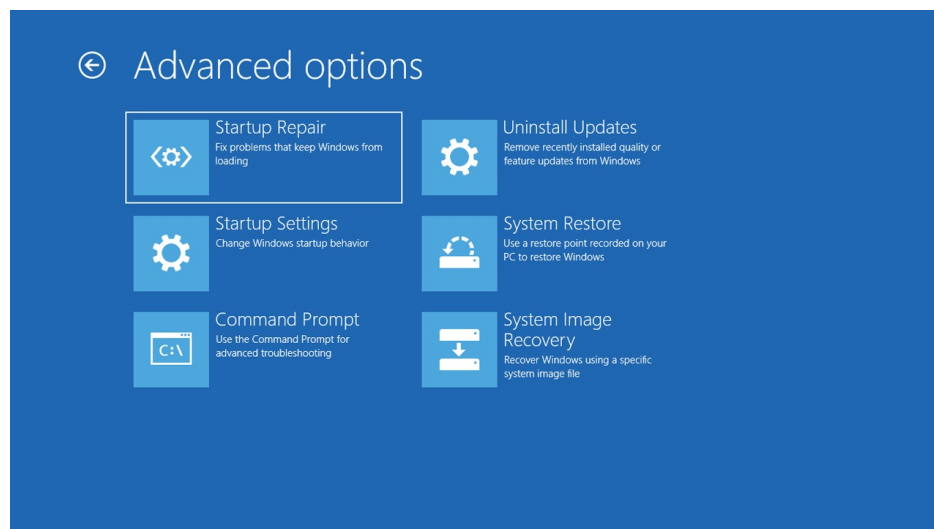 Advanced options
Startup Repair
Fix problems that keep Windows from
loading
Uninstall Updates
Remove recently installed quality or
feature updates from Windows
Startup Settings
Change Windows startup behavior
System Restore
Use a restore point recorded on your
PC to restore Windows
C:\
Command Prompt
Use the Command Prompt for
advanced troubleshooting
System Image
Recovery
Recover Windows using a specific
system image file